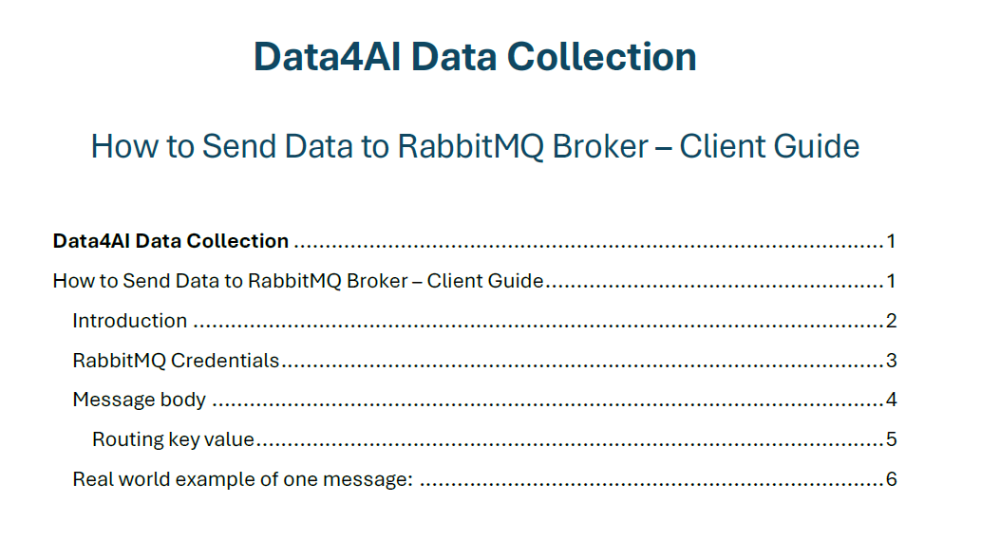 Data4AI Data Collection
How to Send Data to RabbitMQ Broker – Client Guide
Data4AI Data Collection ........................................................................................................ 1
How to Send Data to RabbitMQ Broker – Client Guide............................................................ 1
Introduction ............................................................................................................................ 2
RabbitMQ Credentials............................................................................................................ 3
Message body ........................................................................................................................ 4
Routing key value.................................................................................................................... 5
Real world example of one message: .................................................................................... 6